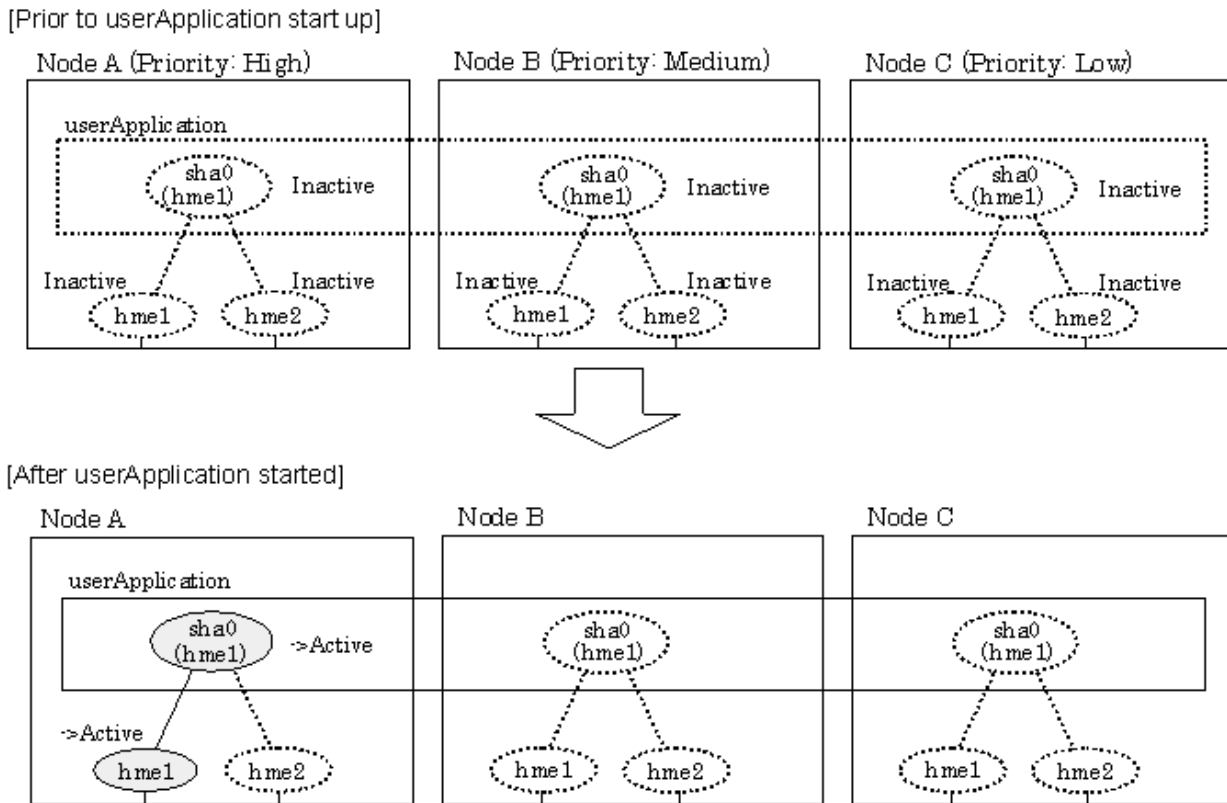 [Prior to userApplication start up]
Node A (Priority: High)
Node B (Priority: Medium)
Node C (Priority: Low)
userApplication
sha0
(hme1)
Inactive
sha0
(hme1)
Inactive
sha0
(hme1)
Inactive
Inactive
Inactive
Inactive
Inactive
Inactive
Inactive
hme1
hme2
hme1
hme2
hme1
hme2
[After userApplication started]
Node A
Node B
Node C
userApplication
sha0
(hme1)
->Active
sha0
(hme1)
sha0
(hme1)
->Active
hme1
hme2
hme1
hme2
hme1
hme2